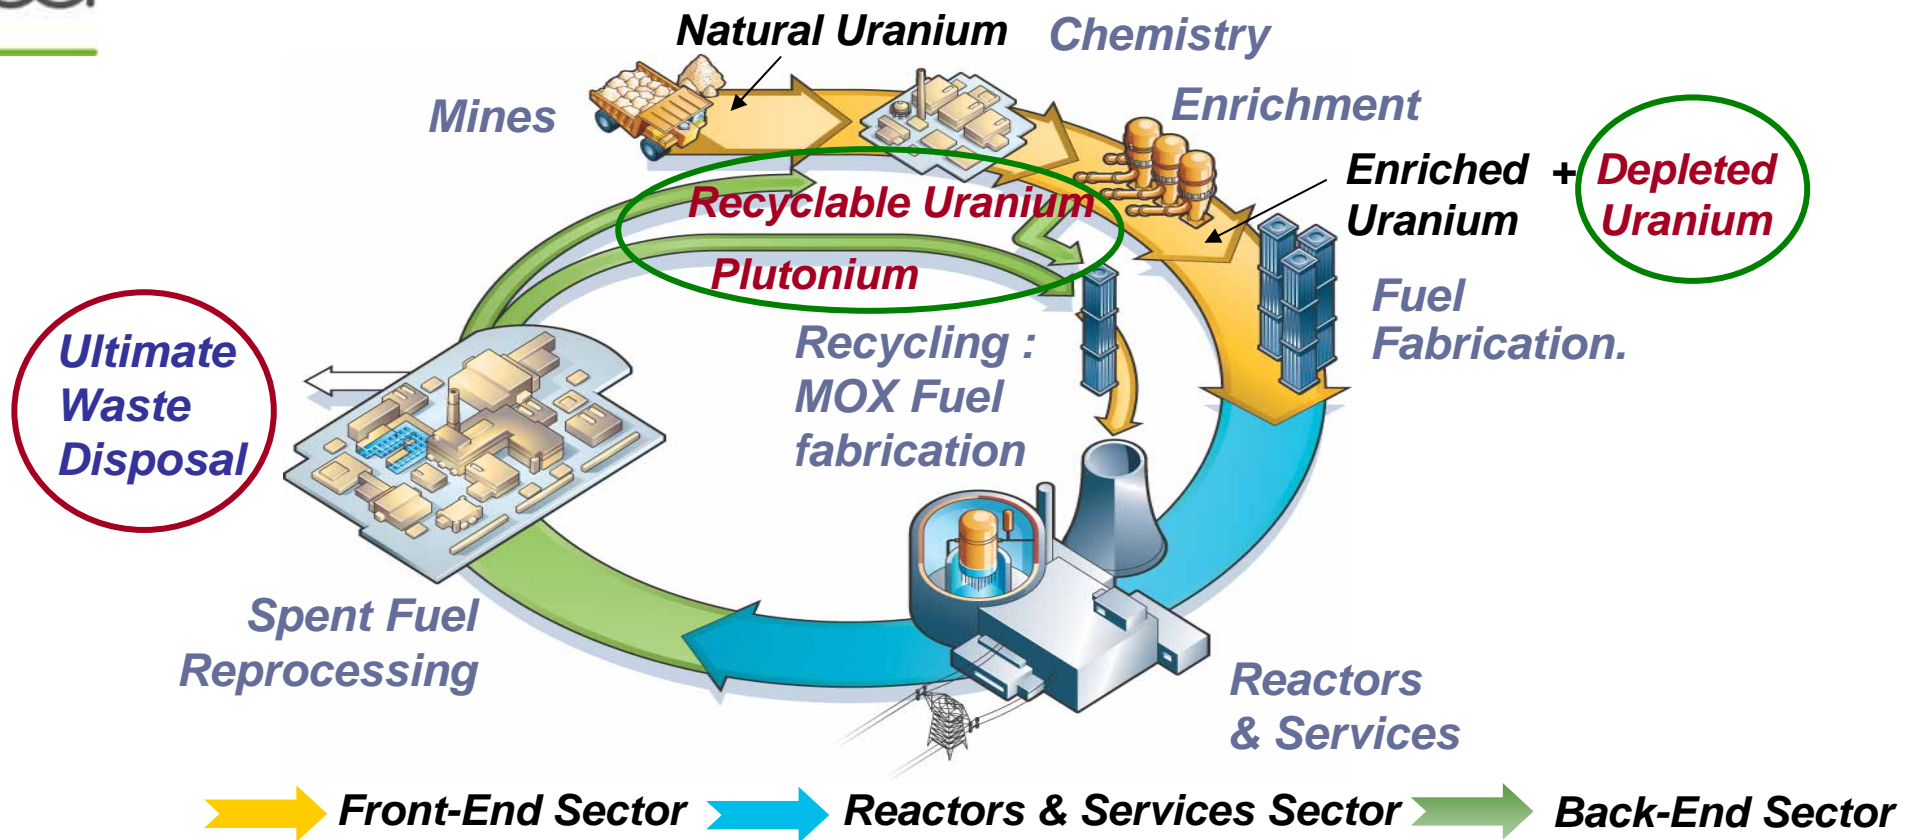 Natural Uranium
Chemistry
Mines
Enrichment
Enriched + Depleted
Uranium Uranium
Recyclable Uranium
Plutonium
Fuel
Fabrication.
Ultimate
Waste
Disposal
Recycling :
MOX Fuel
fabrication
Spent Fuel
Reprocessing
Reactors
& Services
Front-End Sector
Reactors & Services Sector
Back-End Sector